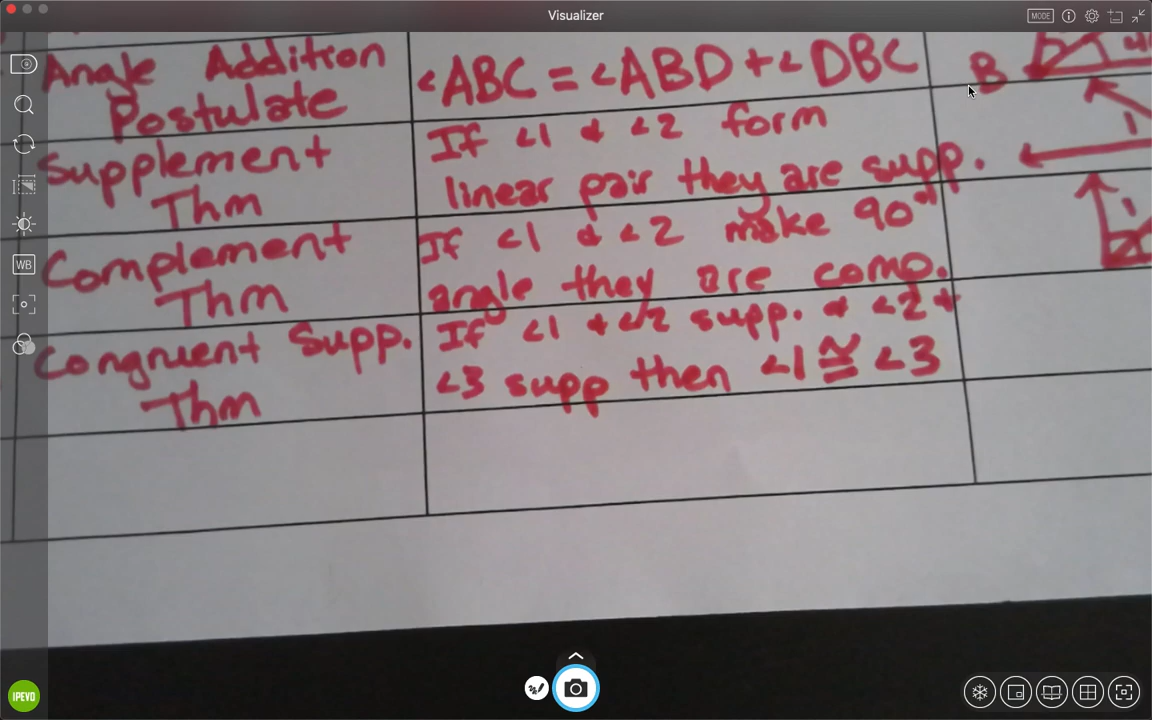 Visualizer
MODE
Angle Addition
Postulate
∠ABC = ∠ABD + ∠DBC
B
Supplement
Thm
If ∠1 & ∠2 form
linear pair they are supp.
1
Complement
Thm
If ∠1 & ∠2 make 90°
angle they are comp.
1
Congruent Supp.
Thm
If ∠1 & ∠2 supp. & ∠2 &
∠3 supp then ∠1 ≅ ∠3
WB
IPEVO